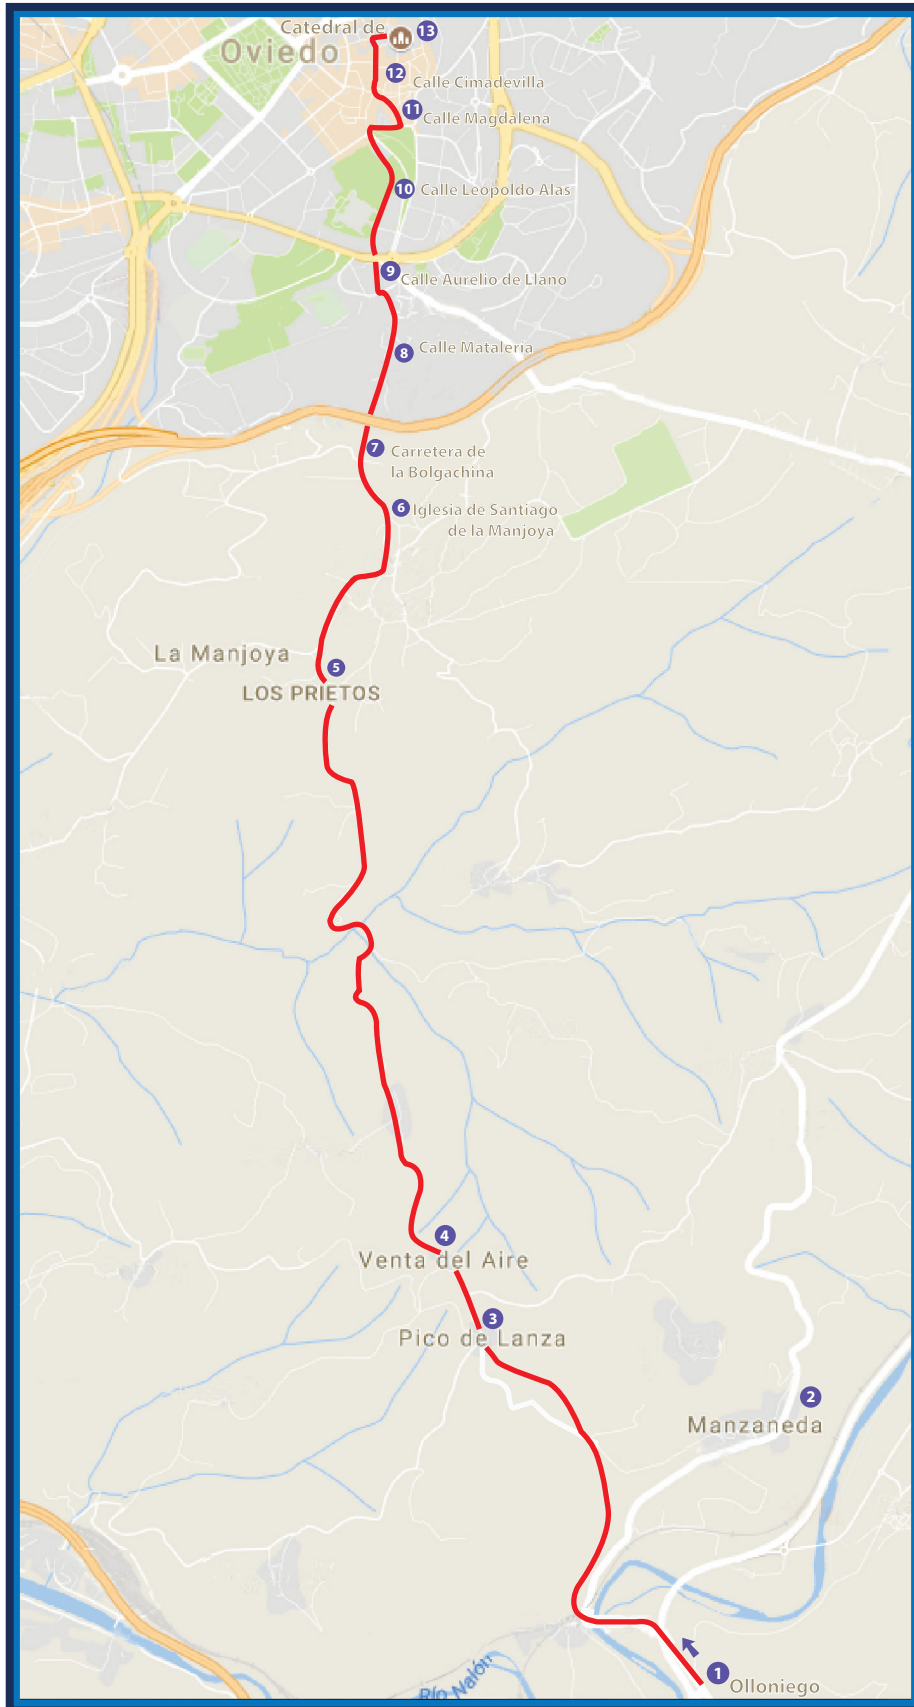 Catedral de
13
Oviedo
12
Calle Cimadevilla
11
Calle Magdalena
10
Calle Leopoldo Alas
9
Calle Aurelio de Llano
8
Calle Mataleria
7
Carretera de
la Bolgachina
6
Iglesia de Santiago
de la Manjoya
La Manjoya
5
LOS PRIETOS
4
Venta del Aire
3
Pico de Lanza
2
Manzaneda
1
Olloniego
Río Nalón